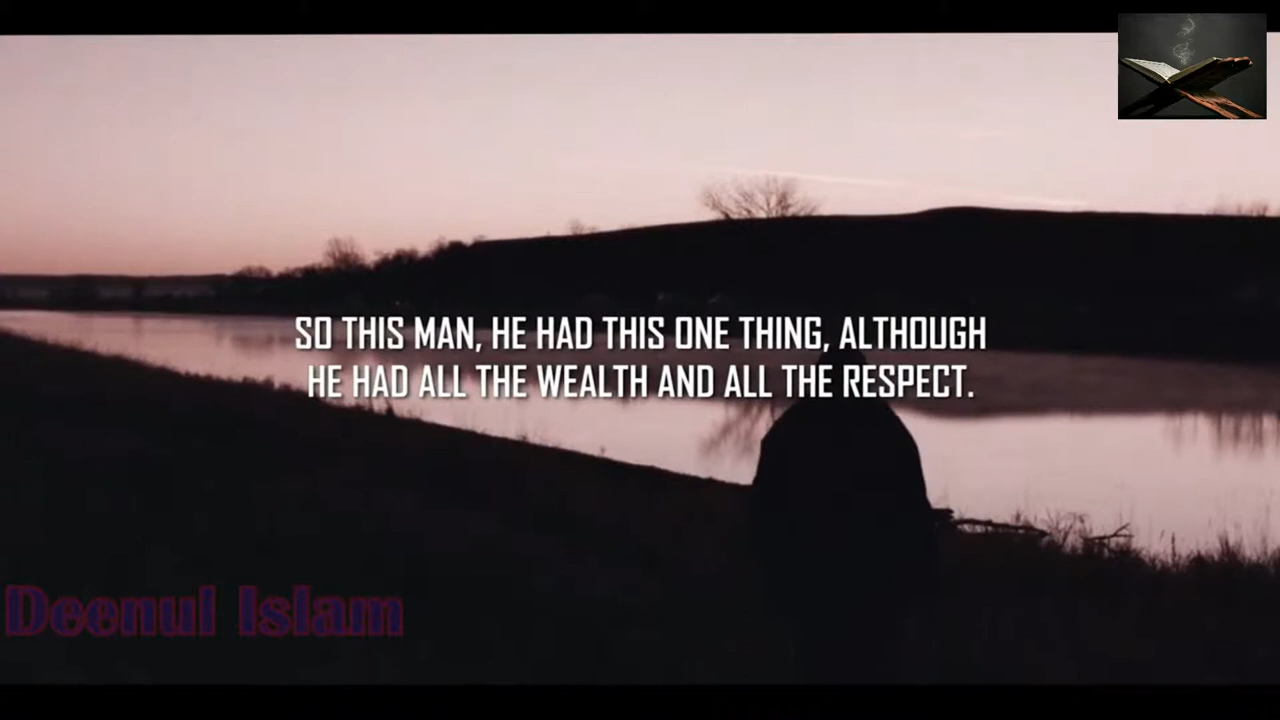 SO THIS MAN, HE HAD THIS ONE THING, ALTHOUGH
HE HAD ALL THE WEALTH AND ALL THE RESPECT.
Deenul Islam